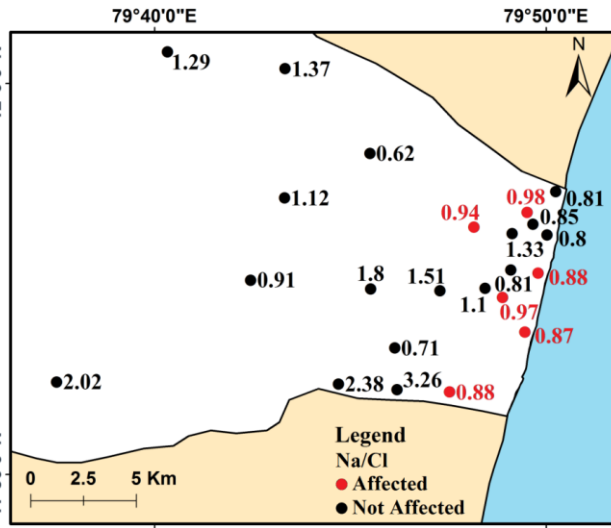 79°40'0"E
79°50'0"E
N
1.29
1.37
0.62
0.81
0.98
0.85
1.12
0.94
0.8
1.33
0.91
1.8
1.51
0.81
0.88
1.1
0.97
0.87
0.71
2.02
2.38
3.26
0.88
Legend
Na/Cl
Affected
Not Affected
0 2.5 5 Km